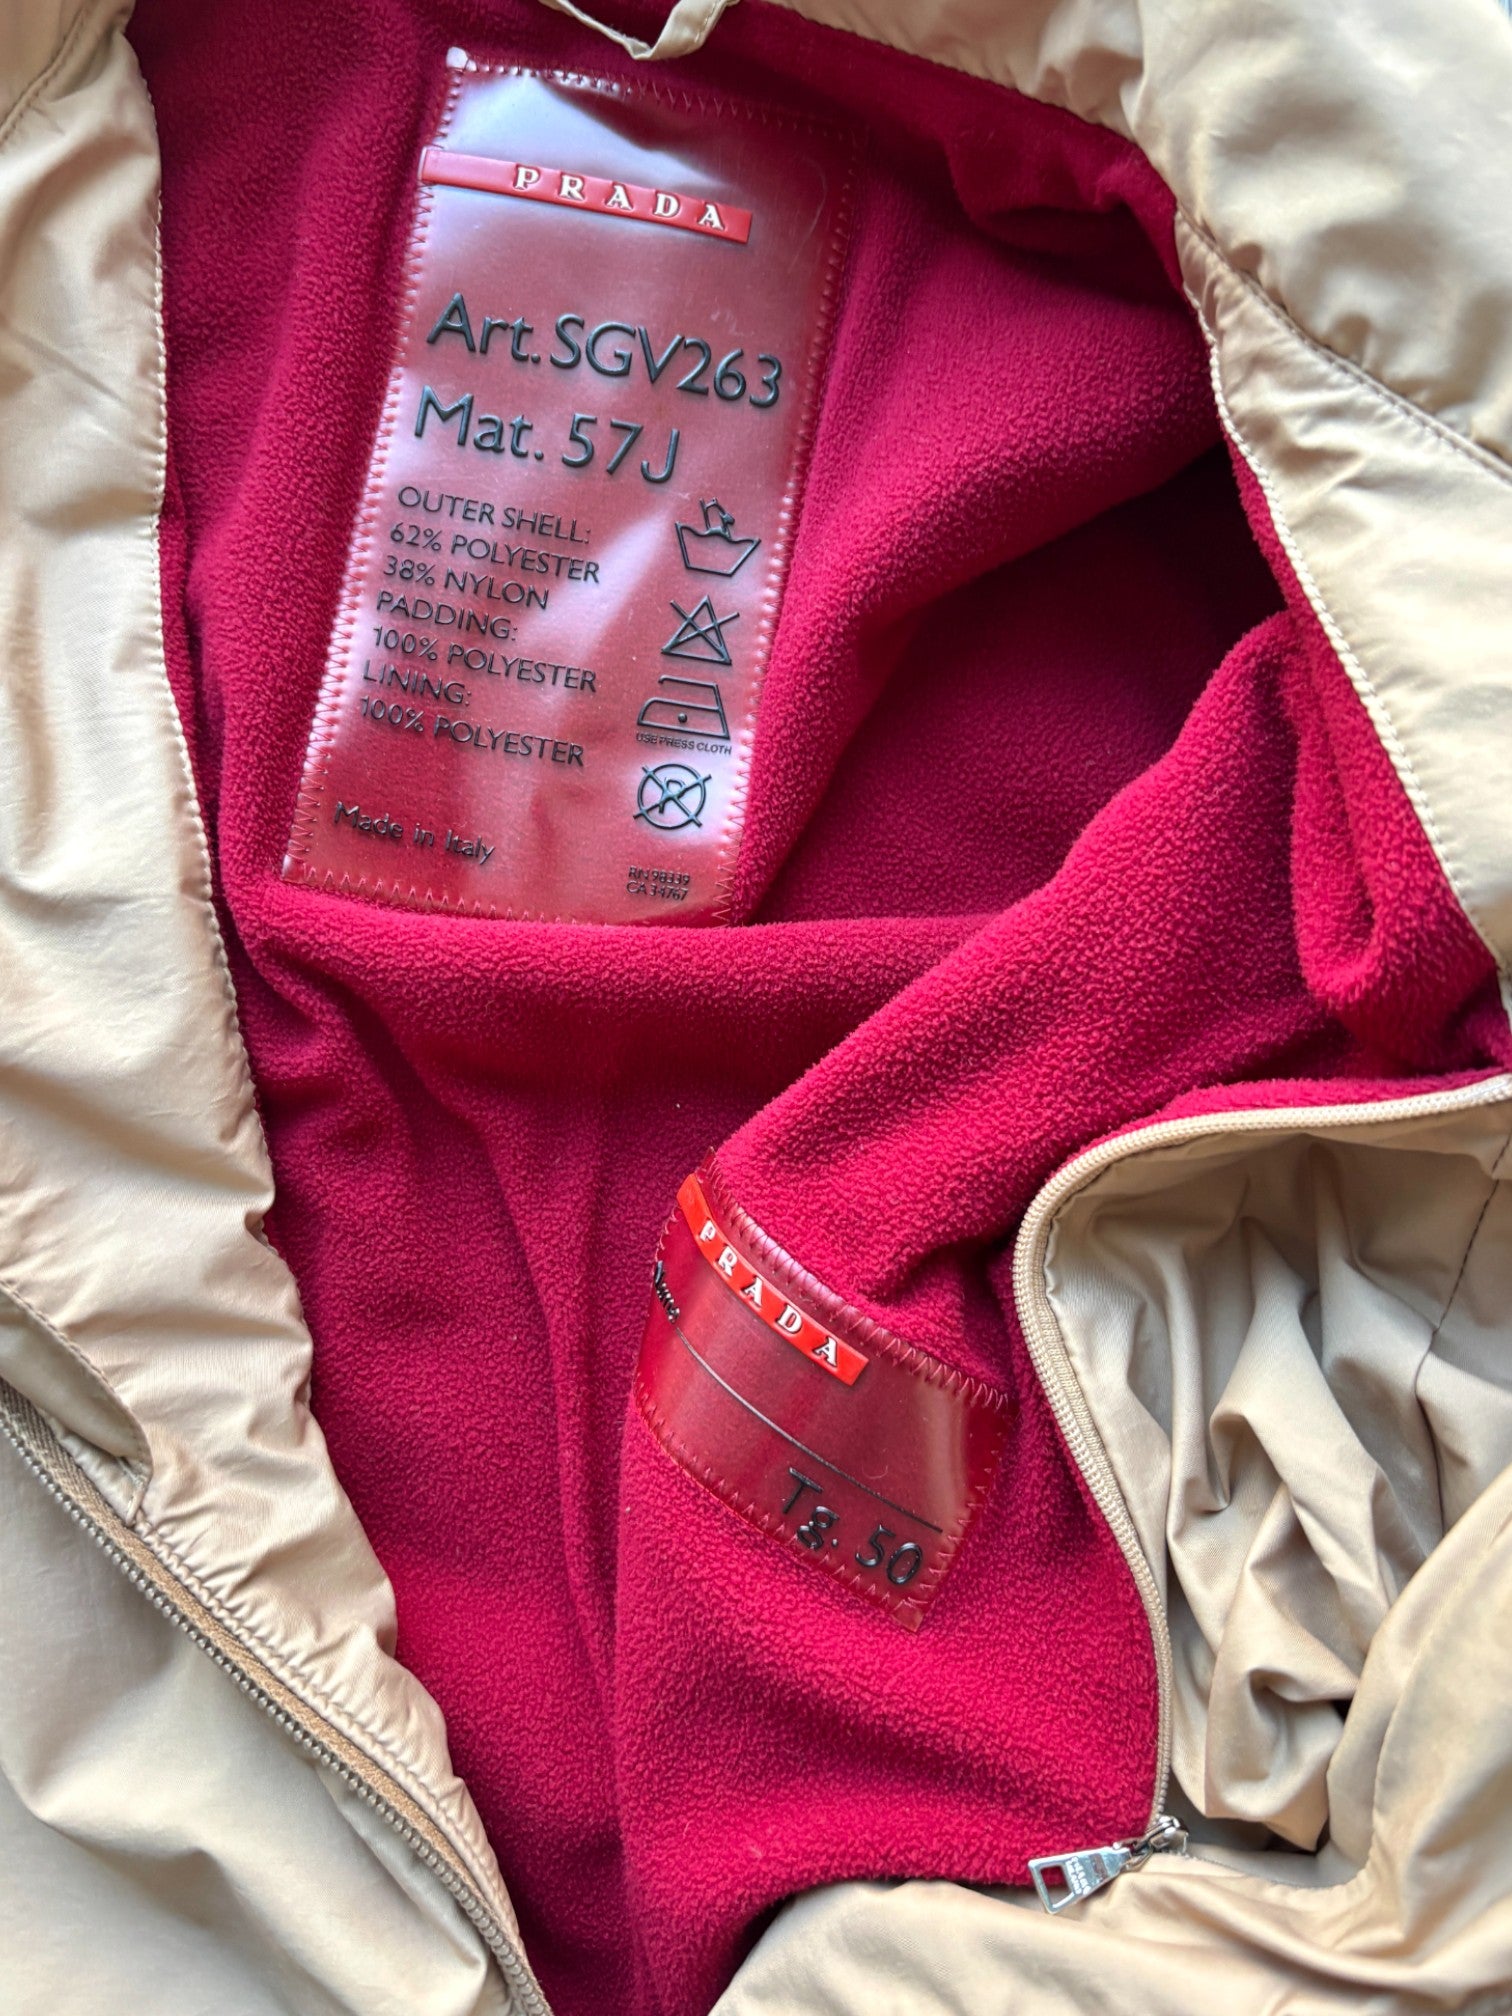 PRADA
Art. SGV263
Mat. 57J
OUTER SHELL:
62% POLYESTER
38% NYLON
PADDING:
100% POLYESTER
LINING:
100% POLYESTER
USE PRESS CLOTH
Made in Italy
RN 98339
CA 34767
PRADA
Tg. 50